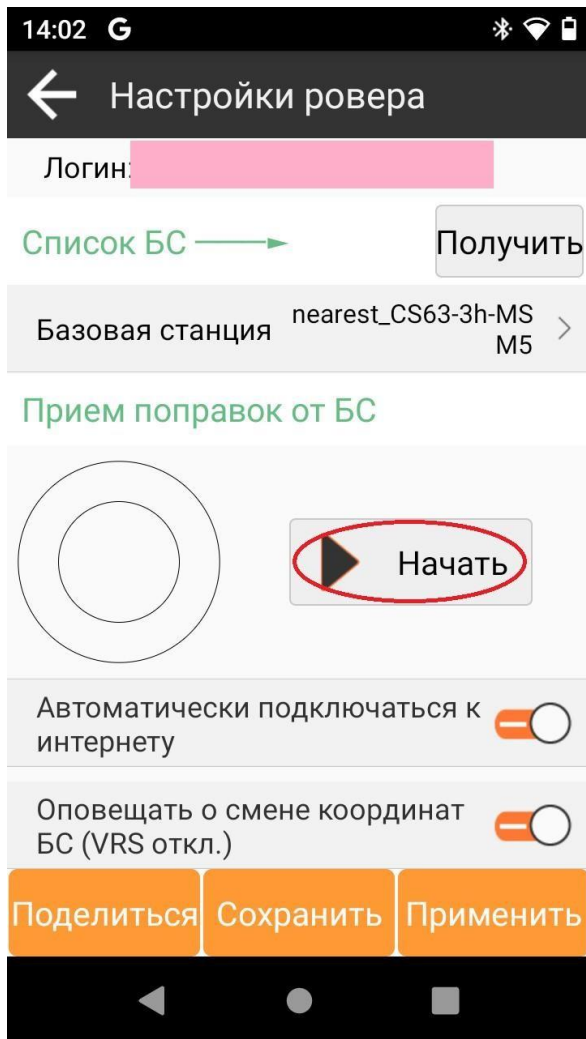 14:02 G
Настройки ровера
Логин:
Список БС
Получить
Базовая станция
nearest_CS63-3h-MS
M5
Прием поправок от БС
Начать
Автоматически подключаться к
интернету
Оповещать о смене координат
БС (VRS откл.)
Поделиться Сохранить Применить